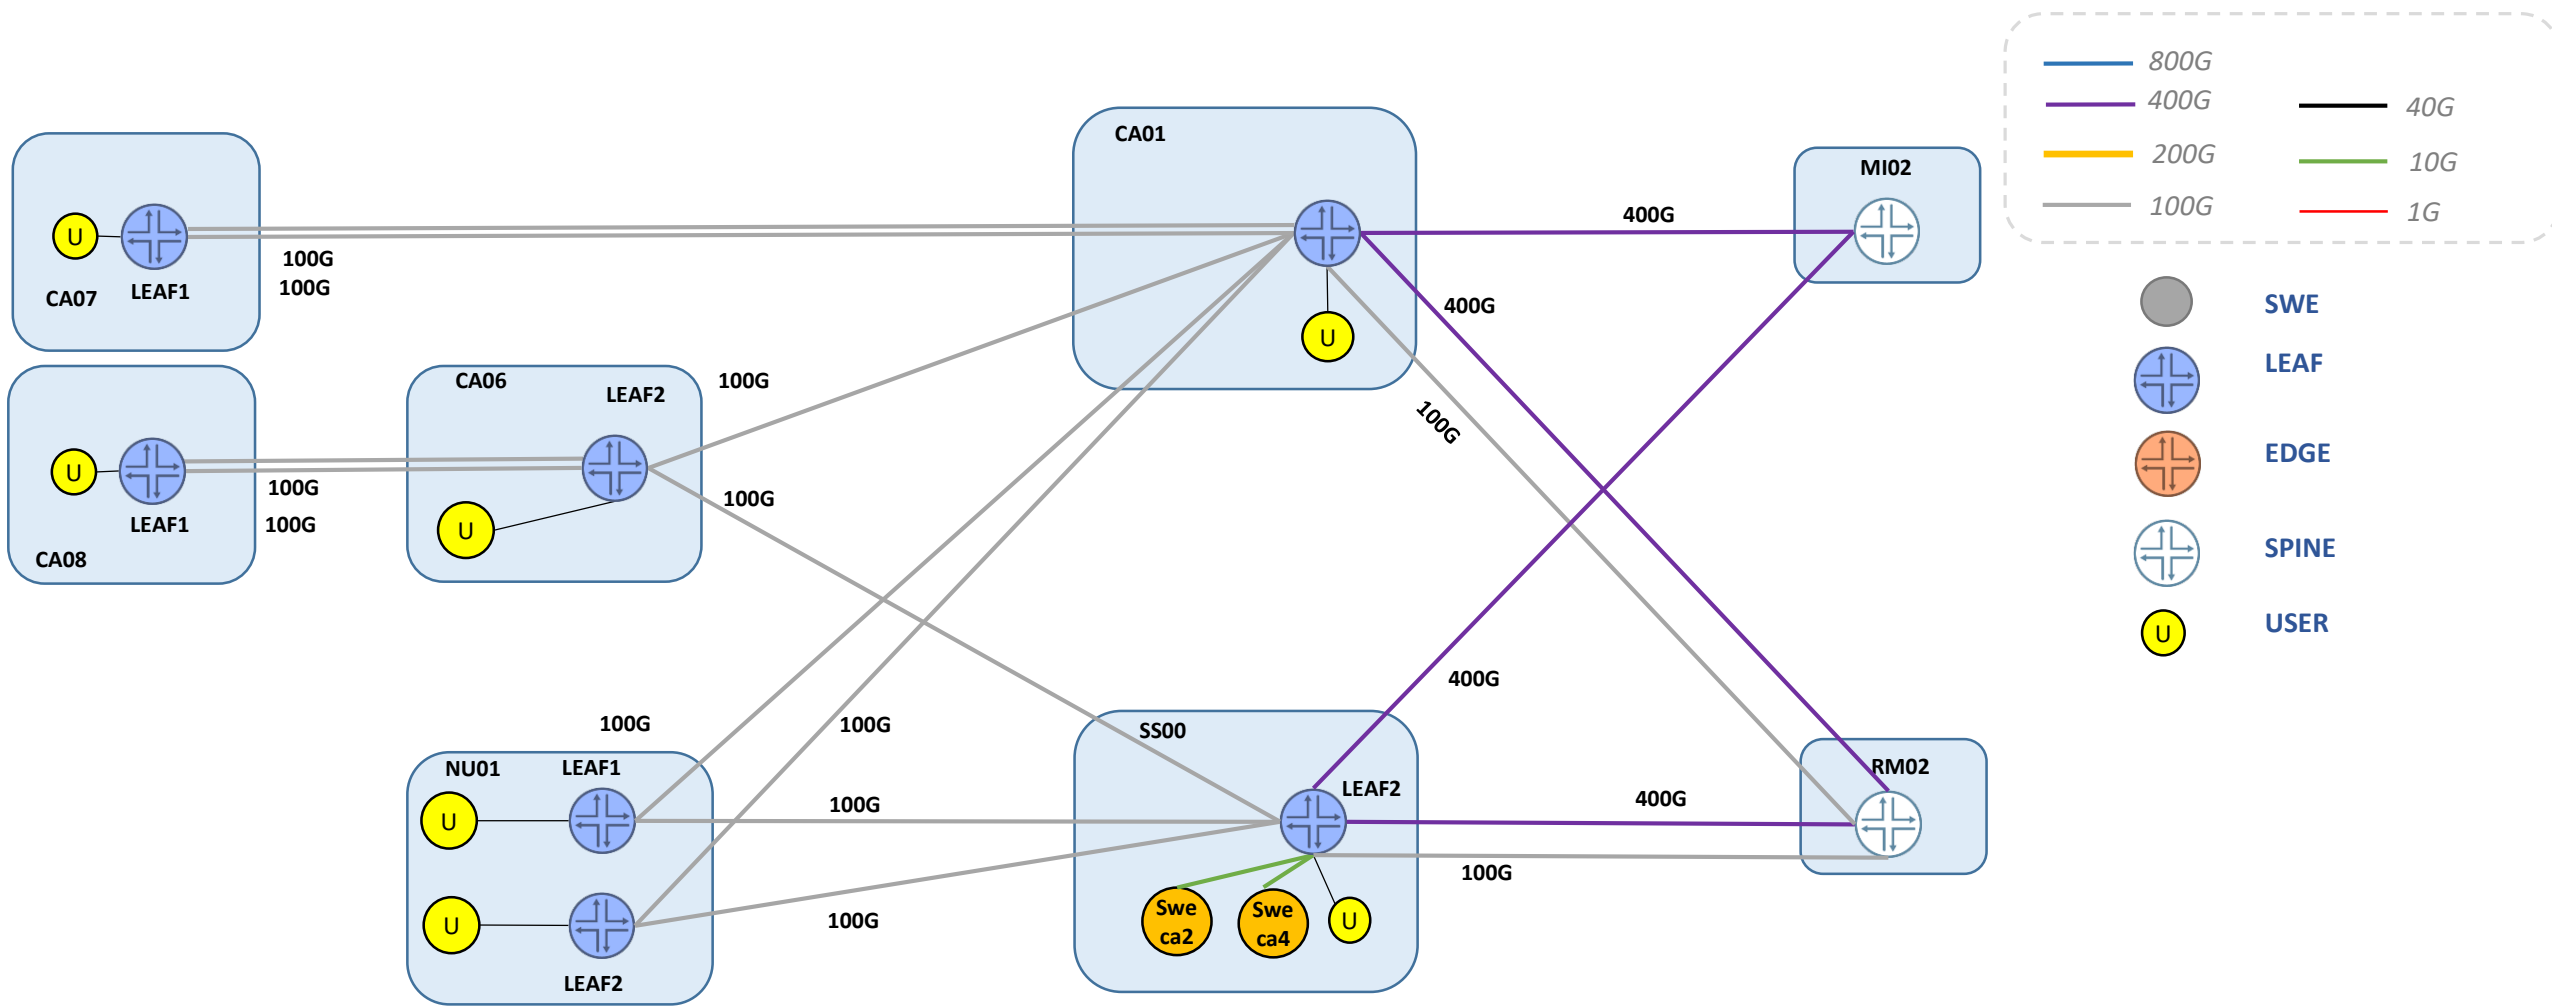 800G
400G
200G
100G
40G
10G
1G
SWE
LEAF
EDGE
SPINE
U
USER
CA07
U
LEAF1
100G
100G
CA08
U
LEAF1
100G
100G
CA06
LEAF2
U
100G
100G
CA01
U
400G
400G
100G
MI02
NU01
LEAF1
U
U
LEAF2
100G
100G
100G
100G
SS00
LEAF2
Swe
ca2
Swe
ca4
U
400G
400G
100G
RM02